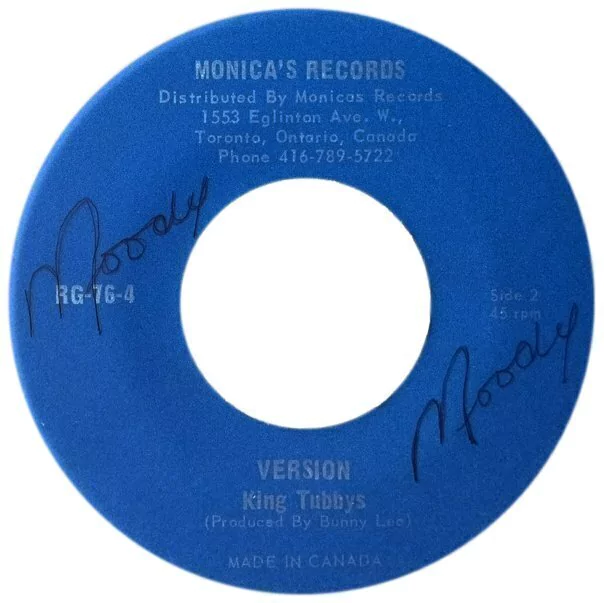 MONICA'S RECORDS
Distributed By Monicas Records
1553 Eglinton Ave. W.,
Toronto, Ontario, Canada
Phone 416-789-5722
Moody
RG-76-4
Side 2
45 rpm
Moody
VERSION
King Tubbys
(Produced By Bunny Lee)
MADE IN CANADA